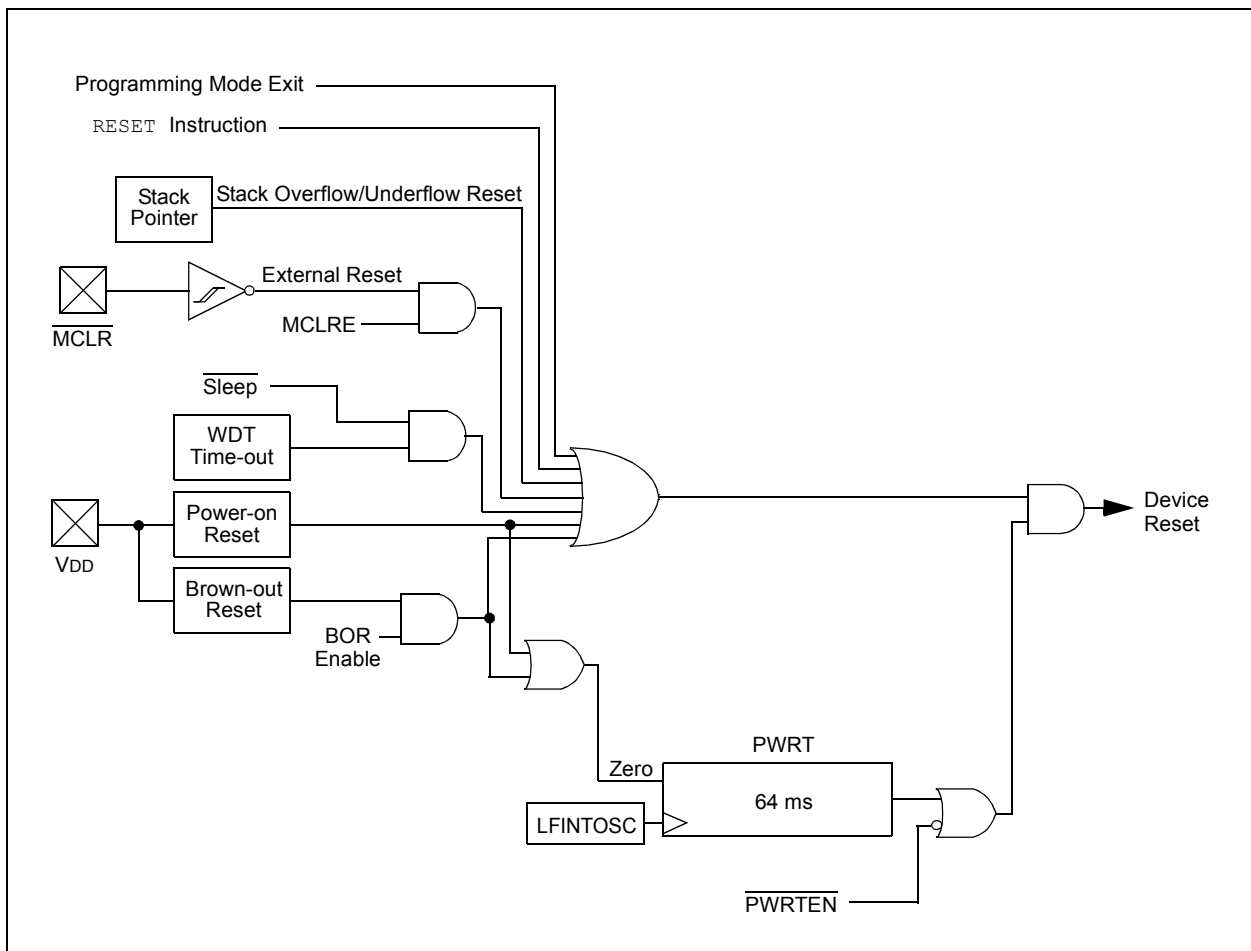 Programming Mode Exit
RESET Instruction
Stack
Pointer
Stack Overflow/Underflow Reset
External Reset
MCLR
MCLRE
Sleep
WDT
Time-out
VDD
Power-on
Reset
Device
Reset
Brown-out
Reset
BOR
Enable
PWRT
Zero
64 ms
LFINTOSC
PWRTEN